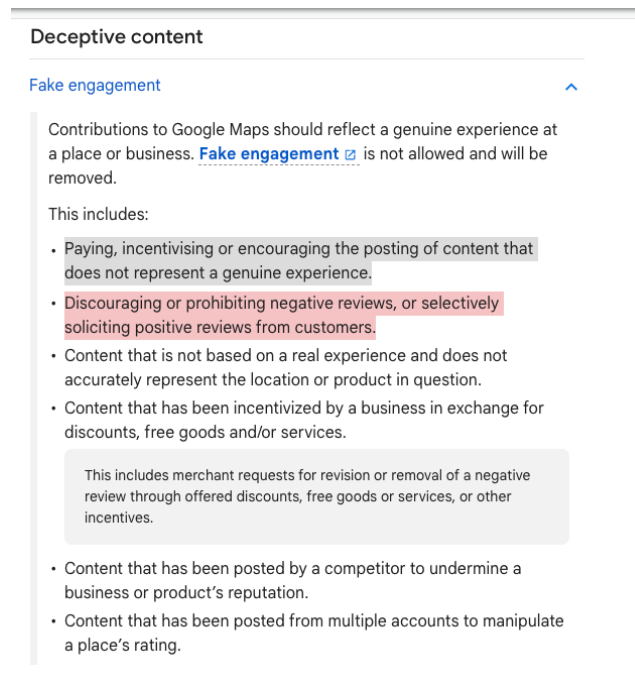 Deceptive content
Fake engagement
Contributions to Google Maps should reflect a genuine experience at
a place or business. Fake engagement is not allowed and will be
removed.
This includes:
• Paying, incentivising or encouraging the posting of content that
does not represent a genuine experience.
• Discouraging or prohibiting negative reviews, or selectively
soliciting positive reviews from customers.
• Content that is not based on a real experience and does not
accurately represent the location or product in question.
• Content that has been incentivized by a business in exchange for
discounts, free goods and/or services.
This includes merchant requests for revision or removal of a negative
review through offered discounts, free goods or services, or other
incentives.
• Content that has been posted by a competitor to undermine a
business or product’s reputation.
• Content that has been posted from multiple accounts to manipulate
a place’s rating.